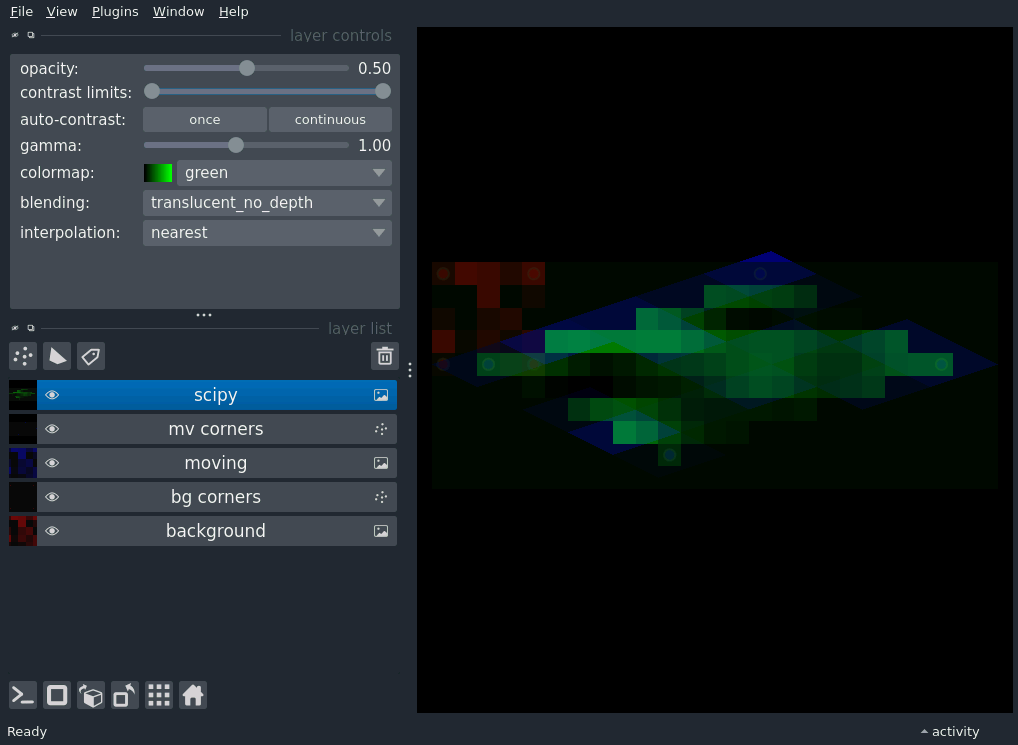 File View Plugins Window Help
layer controls
opacity: 0.50
contrast limits:
auto-contrast: once continuous
gamma: 1.00
colormap: green
blending: translucent_no_depth
interpolation: nearest
layer list
scipy
mv corners
moving
bg corners
background
Ready activity